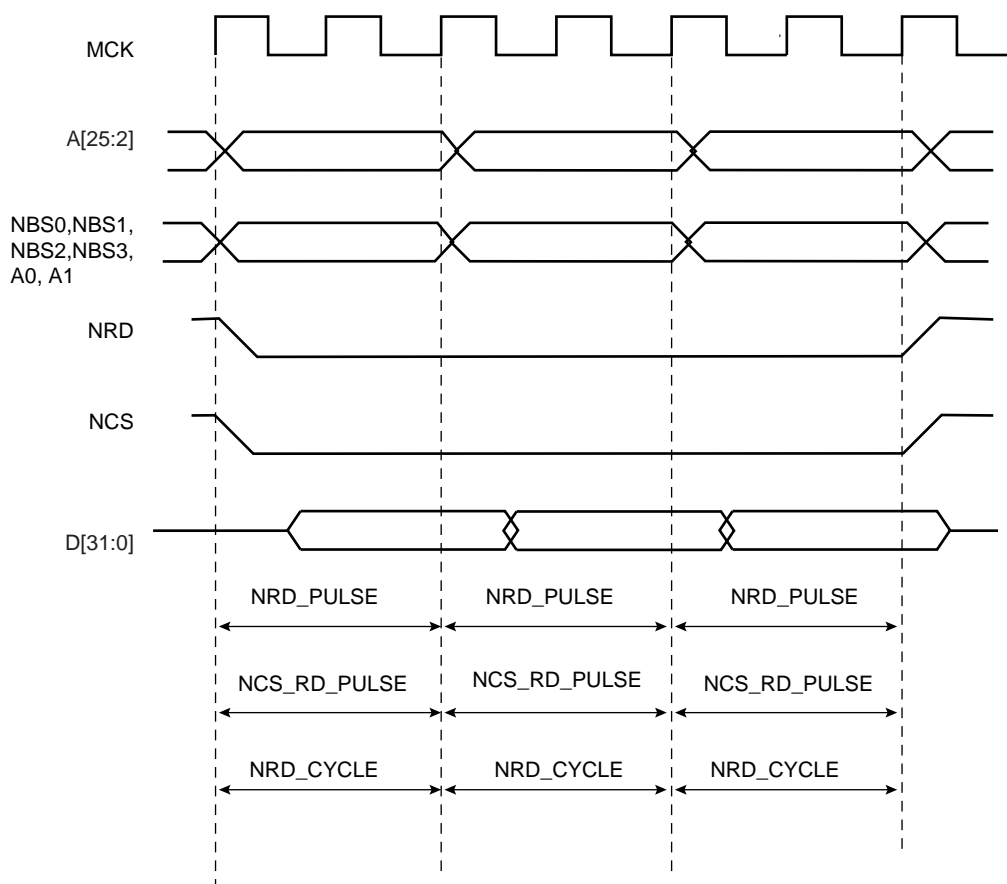 MCK
A[25:2]
NBS0,NBS1,
NBS2,NBS3,
A0, A1
NRD
NCS
D[31:0]
NRD_PULSE NRD_PULSE NRD_PULSE
NCS_RD_PULSE NCS_RD_PULSE NCS_RD_PULSE
NRD_CYCLE NRD_CYCLE NRD_CYCLE